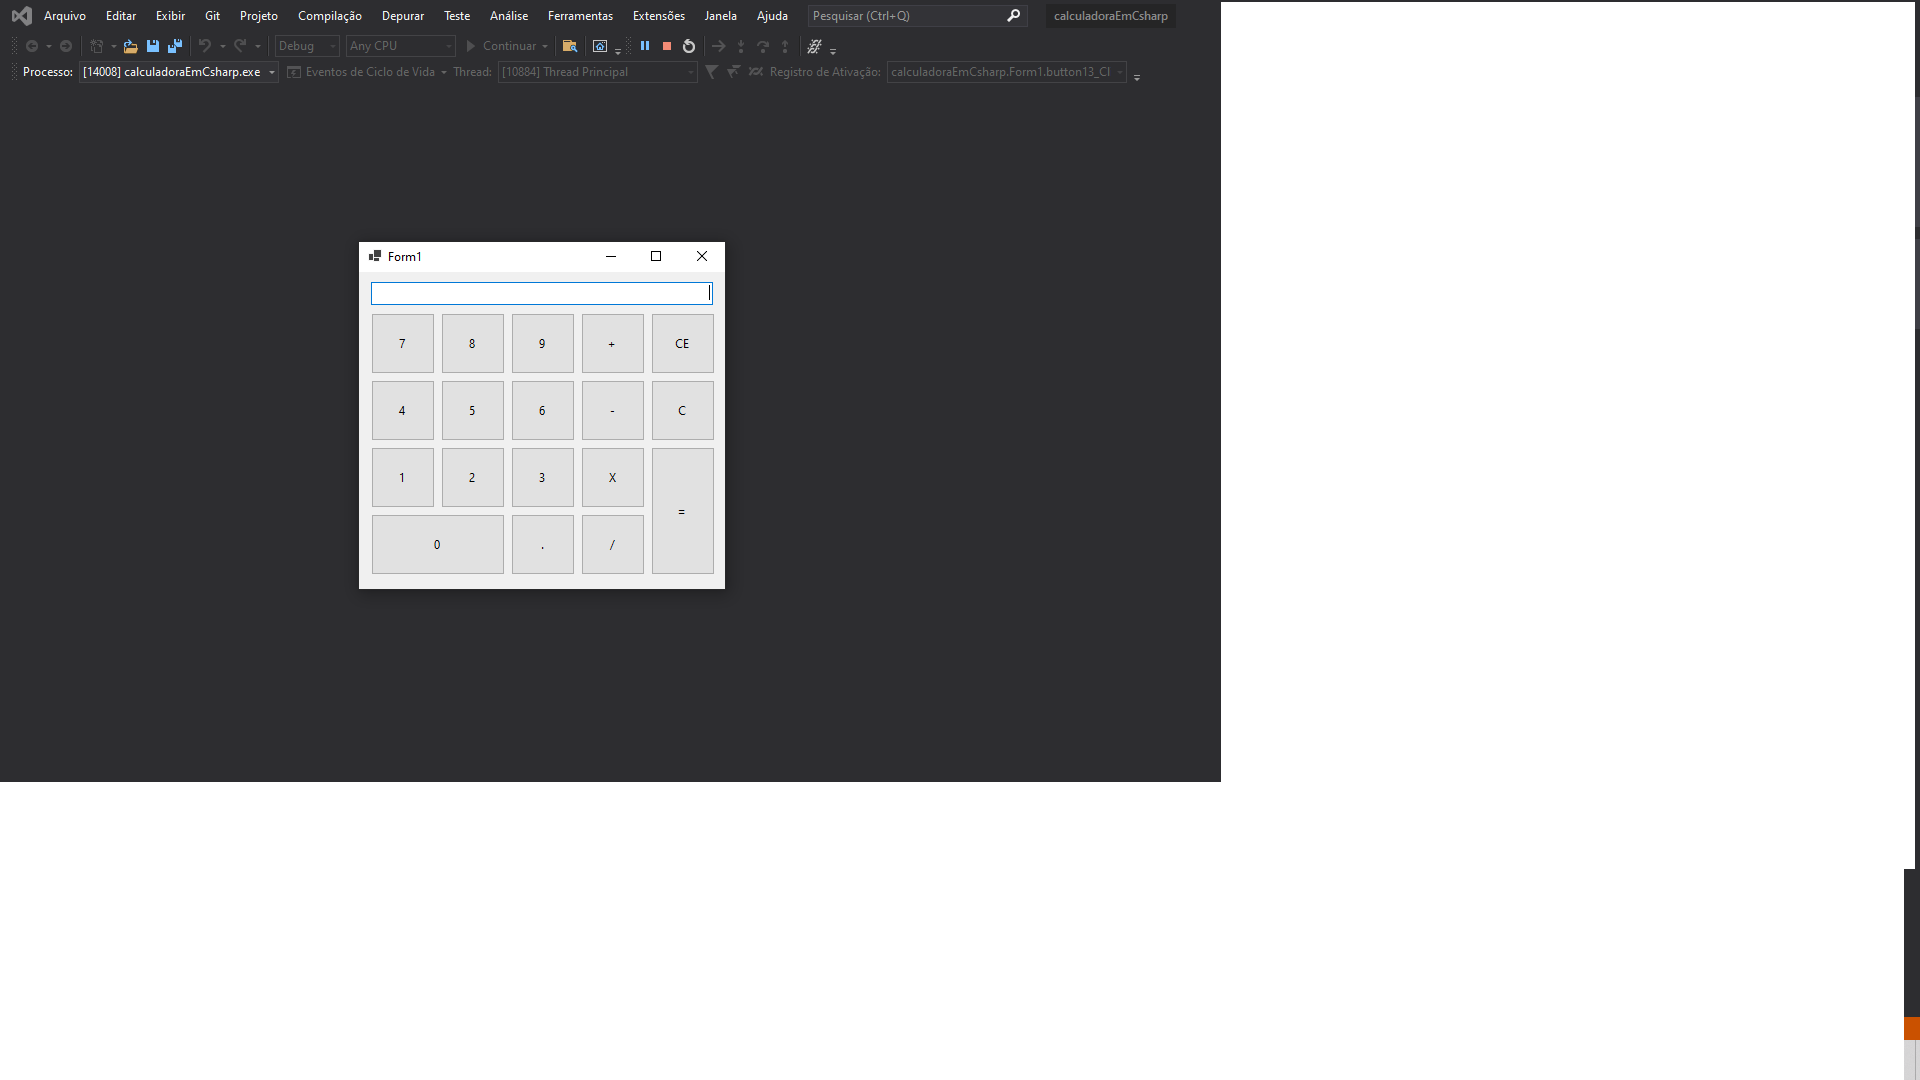 Arquivo Editar Exibir Git Projeto Compilação Depurar Teste Análise Ferramentas Extensões Janela Ajuda Pesquisar (Ctrl+Q) calculadoraEmCsharp
Debug Any CPU Continuar
Processo: [14008] calculadoraEmCsharp.exe Eventos de Ciclo de Vida Thread: [10884] Thread Principal Registro de Ativação: calculadoraEmCsharp.Form1.button13_Cl
Form1
7 8 9 + CE
4 5 6 - C
1 2 3 X
=
0 . /